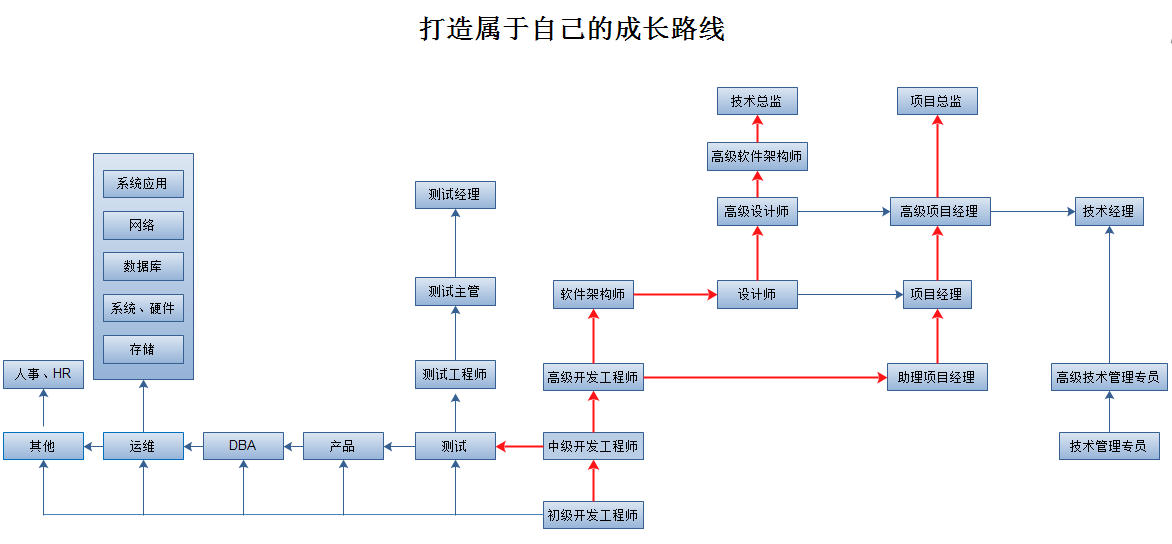 打造属于自己的成长路线
技术总监
项目总监
高级软件架构师
系统应用
测试经理
高级设计师
高级项目经理
技术经理
网络
数据库
测试主管
软件架构师
设计师
项目经理
系统、硬件
存储
人事、HR
测试工程师
高级开发工程师
助理项目经理
高级技术管理专员
其他
运维
DBA
产品
测试
中级开发工程师
技术管理专员
初级开发工程师